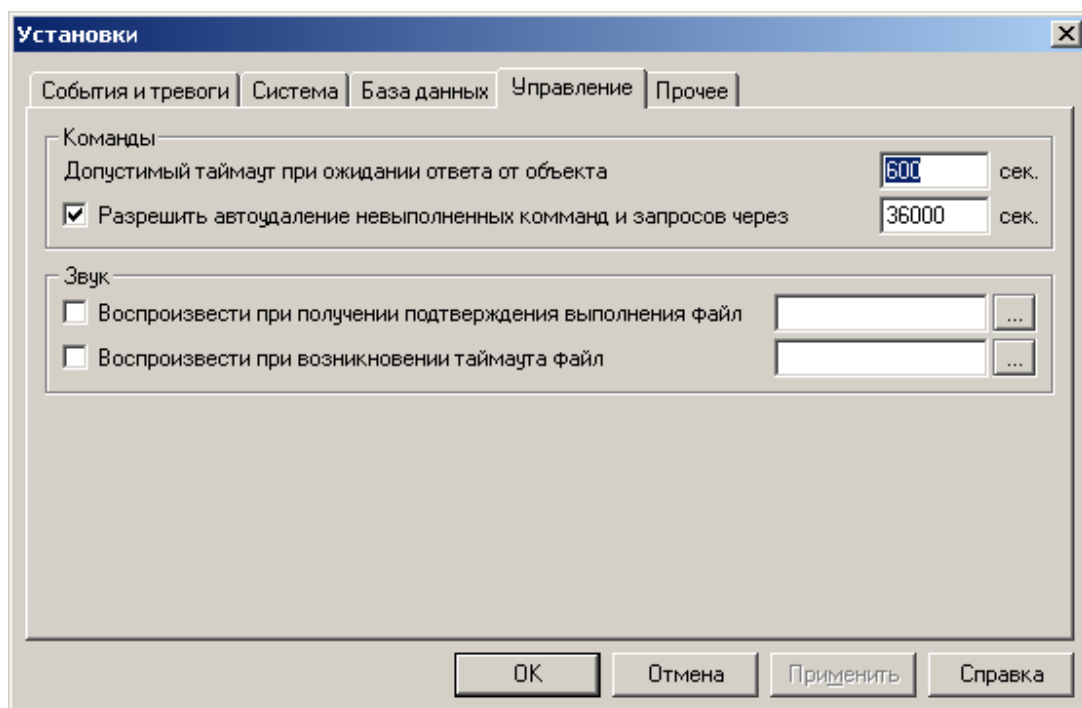 Установки
События и тревоги Система База данных Управление Прочее
Команды
Допустимый таймаут при ожидании ответа от объекта 600 сек.
Разрешить автоудаление невыполненных комманд и запросов через 36000 сек.
Звук
Воспроизвести при получении подтверждения выполнения файл ...
Воспроизвести при возникновении таймаута файл ...
OK Отмена Применить Справка